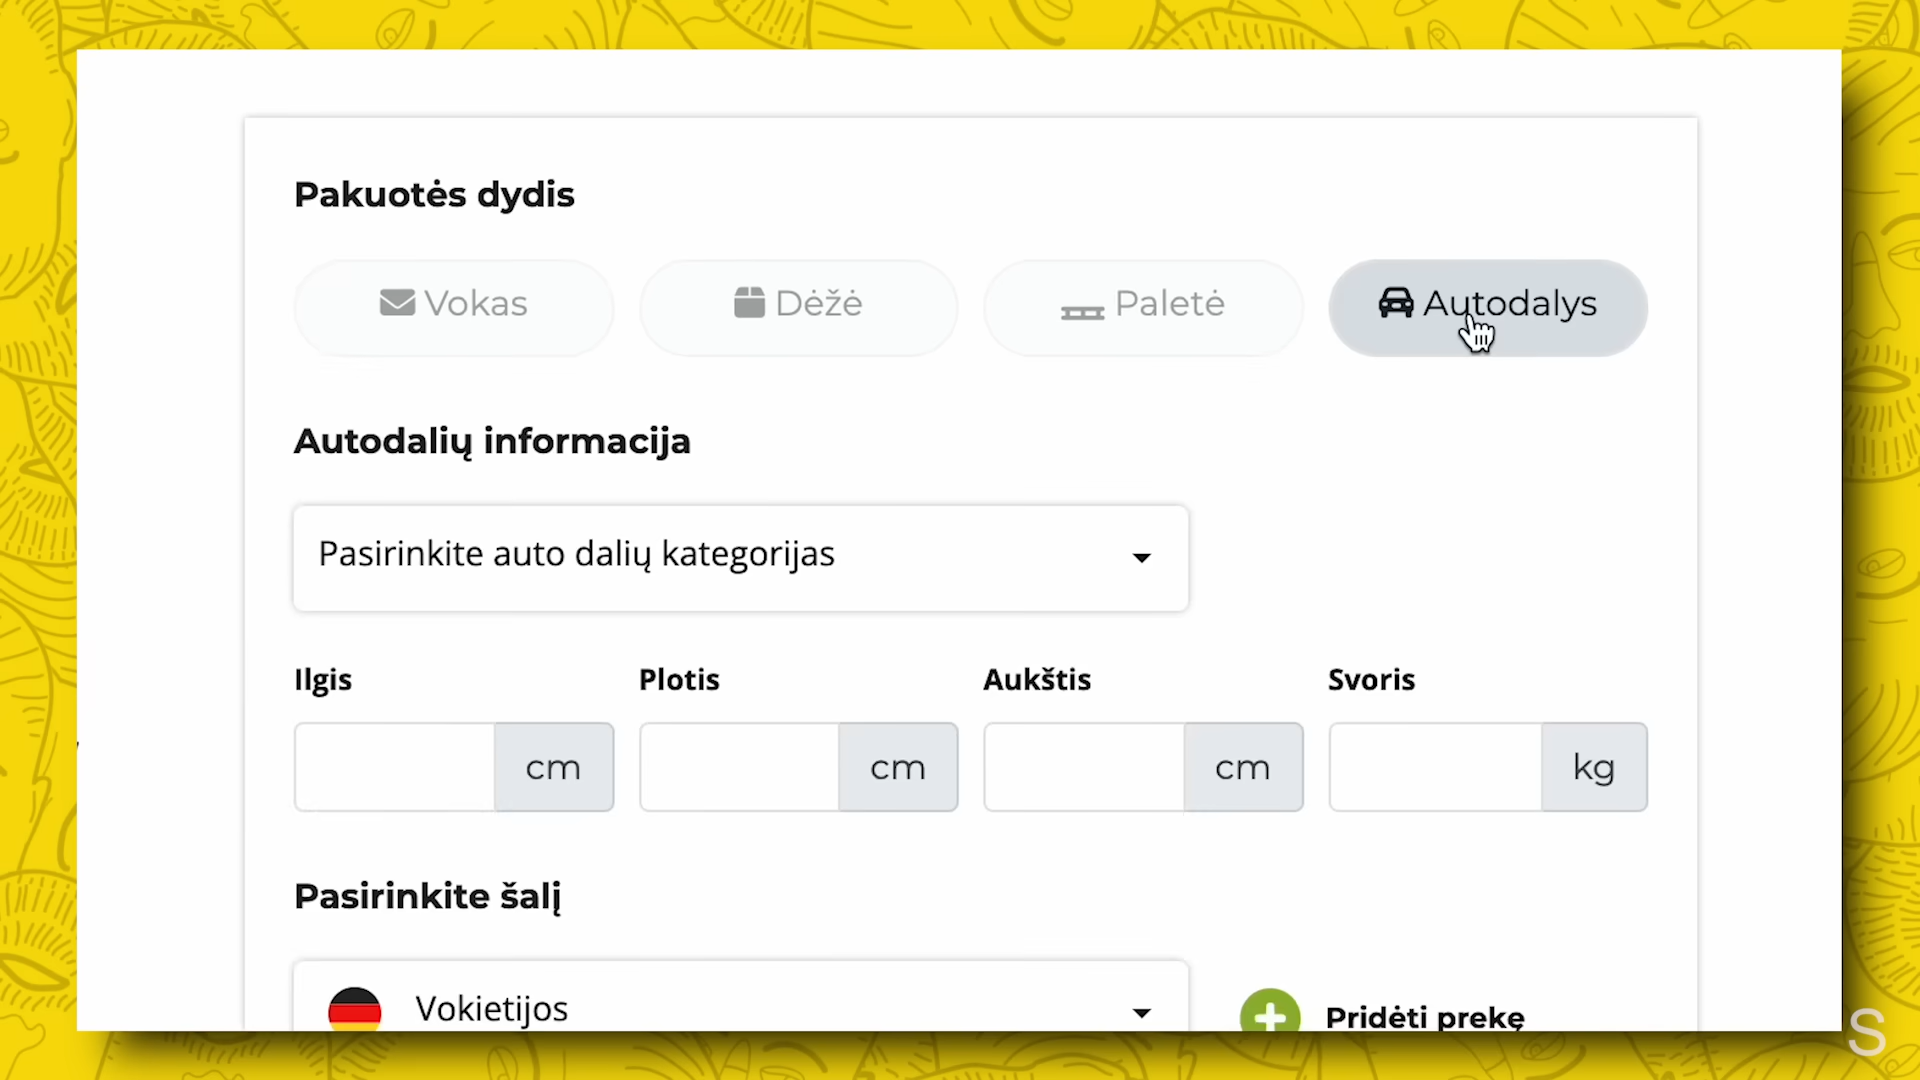 Pakuotės dydis
Vokas
Dėžė
Paletė
Autodalys
Autodalių informacija
Pasirinkite auto dalių kategorijas
Ilgis
Plotis
Aukštis
Svoris
cm
cm
cm
kg
Pasirinkite šalį
Vokietijos
Pridėti prekę
S